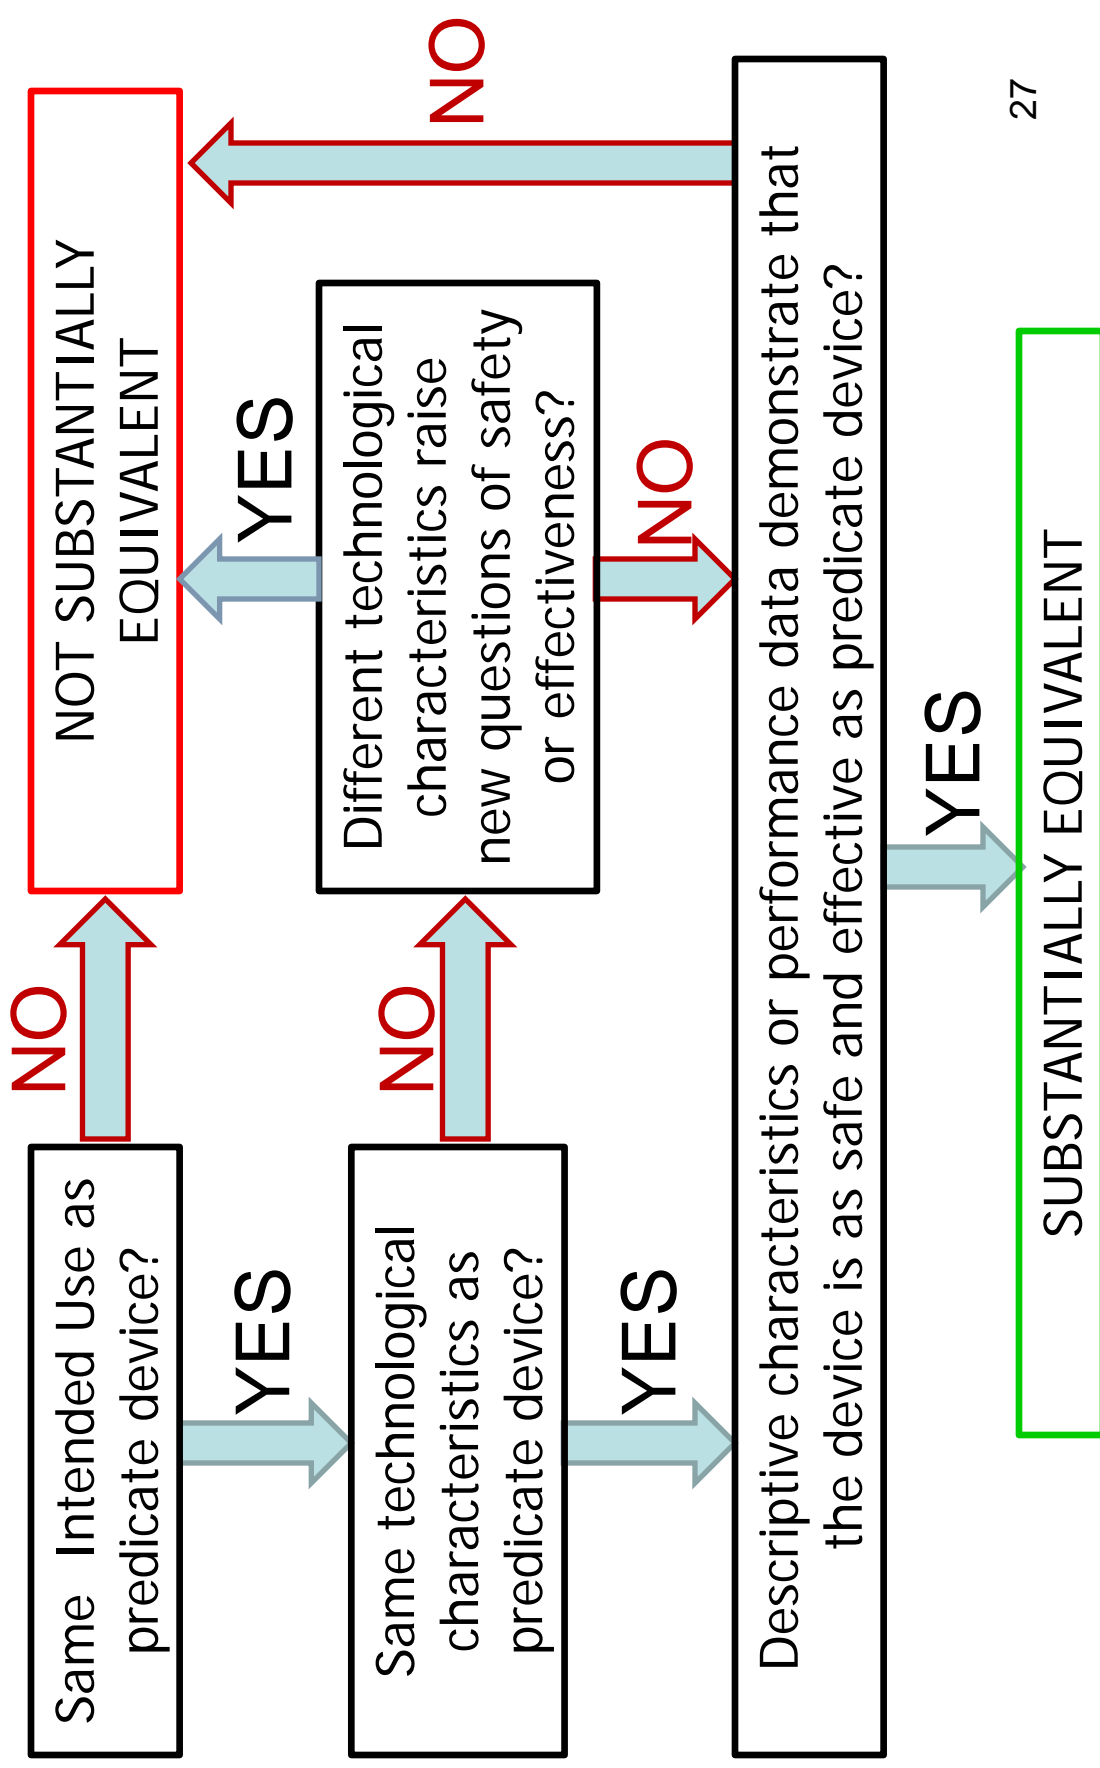 Same  Intended Use as
predicate device?
NO
NOT SUBSTANTIALLY
EQUIVALENT
YES
YES
Same technological
characteristics as
predicate device?
NO
Different technological
characteristics raise
new questions of safety
or effectiveness?
NO
YES
NO
Descriptive characteristics or performance data demonstrate that
the device is as safe and effective as predicate device?
YES
SUBSTANTIALLY EQUIVALENT
27